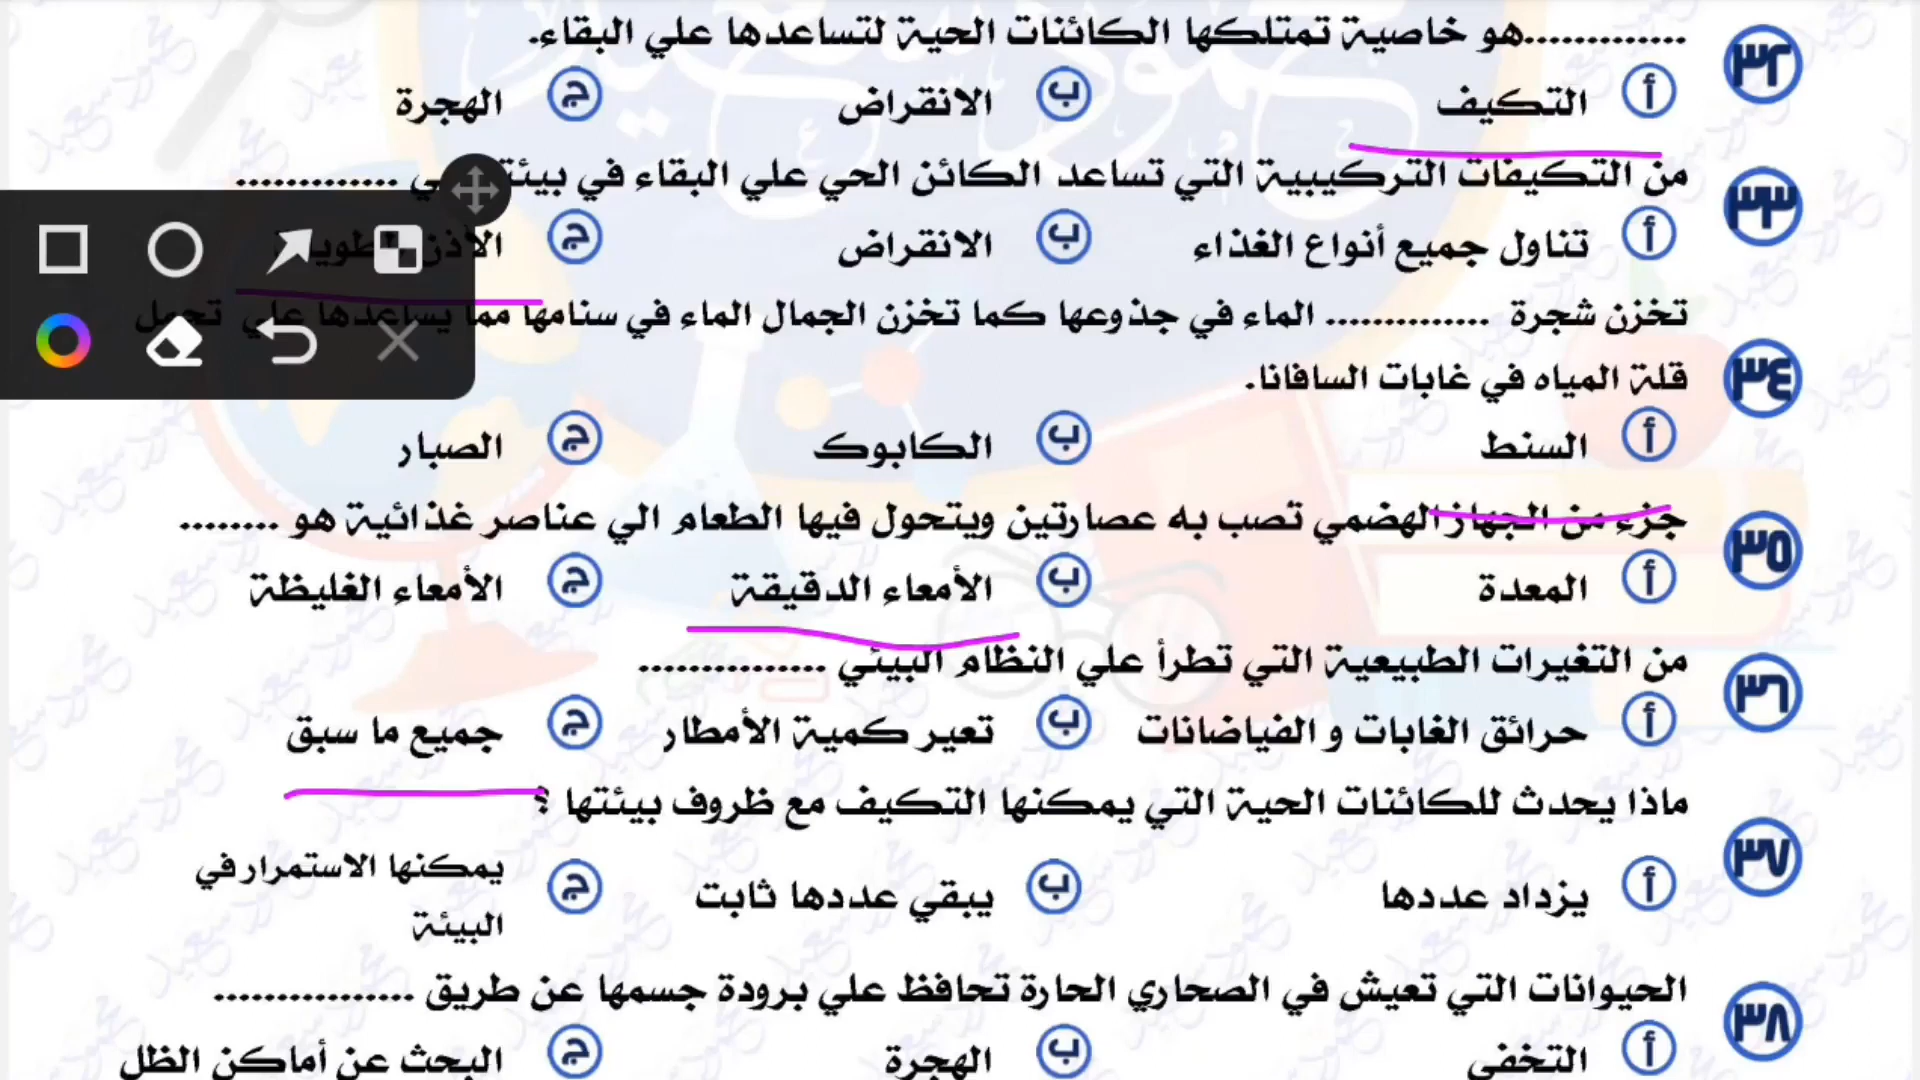 ٣٢ .............هو خاصية تمتلكها الكائنات الحية لتساعدها علي البقاء.
أ التكيف ب الانقراض ج الهجرة
٣٣ من التكيفات التركيبية التي تساعد الكائن الحي علي البقاء في .............
أ تناول جميع أنواع الغذاء ب الانقراض ج الأذن الطويلة
٣٤ تخزن شجرة ............. الماء في جذوعها كما تخزن الجمال الماء في سنامها مما يساعدها علي تحمل
قلة المياه في غابات السافانا.
أ السنط ب الكابوك ج الصبار
٣٥ جزء من الجهاز الهضمي تصب به عصارتين ويتحول فيها الطعام الي عناصر غذائية هو ........
أ المعدة ب الأمعاء الدقيقة ج الأمعاء الغليظة
٣٦ من التغيرات الطبيعية التي تطرأ علي النظام البيئي ...............
أ حرائق الغابات و الفياضانات ب تعير كمية الأمطار ج جميع ما سبق
٣٧ ماذا يحدث للكائنات الحية التي يمكنها التكيف مع ظروف بيئتها ؟
أ يزداد عددها ب يبقي عددها ثابت ج يمكنها الاستمرار في
البيئة
٣٨ الحيوانات التي تعيش في الصحاري الحارة تحافظ علي برودة جسمها عن طريق ................
أ التخفي ب الهجرة ج البحث عن أماكن الظل